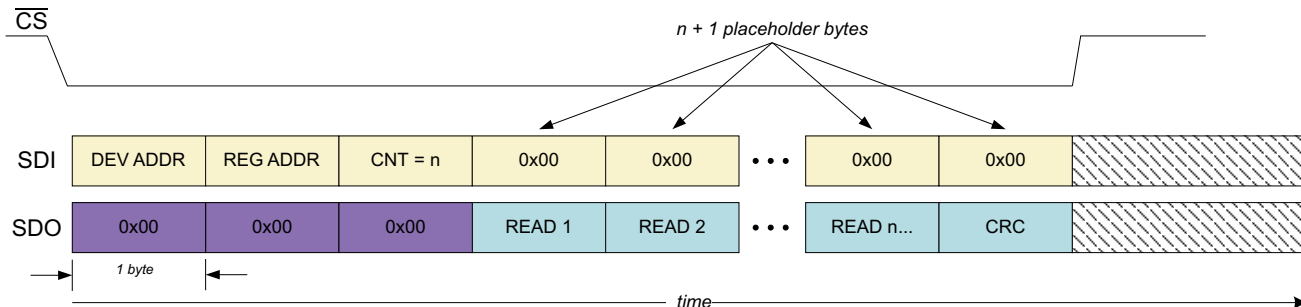 CS
n + 1 placeholder bytes
SDI DEV ADDR REG ADDR CNT = n 0x00 0x00 • • • 0x00 0x00
SDO 0x00 0x00 0x00 READ 1 READ 2 • • • READ n... CRC
1 byte
time